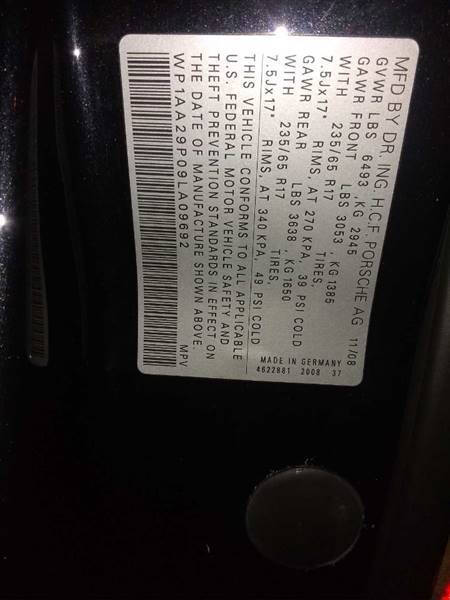 MFD BY DR. ING. H.C.F. PORSCHE AG 11/08
GVWR LBS 6493 ,KG 2945
GAWR FRONT LBS 3053 , KG 1385
WITH 235/65 R17 TIRES,
7.5Jx17" RIMS, AT 270 KPA, 39 PSI COLD
GAWR REAR LBS 3638 , KG 1650
WITH 235/65 R17 TIRES,
7.5Jx17" RIMS, AT 340 KPA, 49 PSI COLD
THIS VEHICLE CONFORMS TO ALL APPLICABLE
U.S. FEDERAL MOTOR VEHICLE SAFETY AND
THEFT PREVENTION STANDARDS IN EFFECT ON
THE DATE OF MANUFACTURE SHOWN ABOVE.
WP1AA29P09LA09692 MPV
MADE IN GERMANY
4622881 2008 37